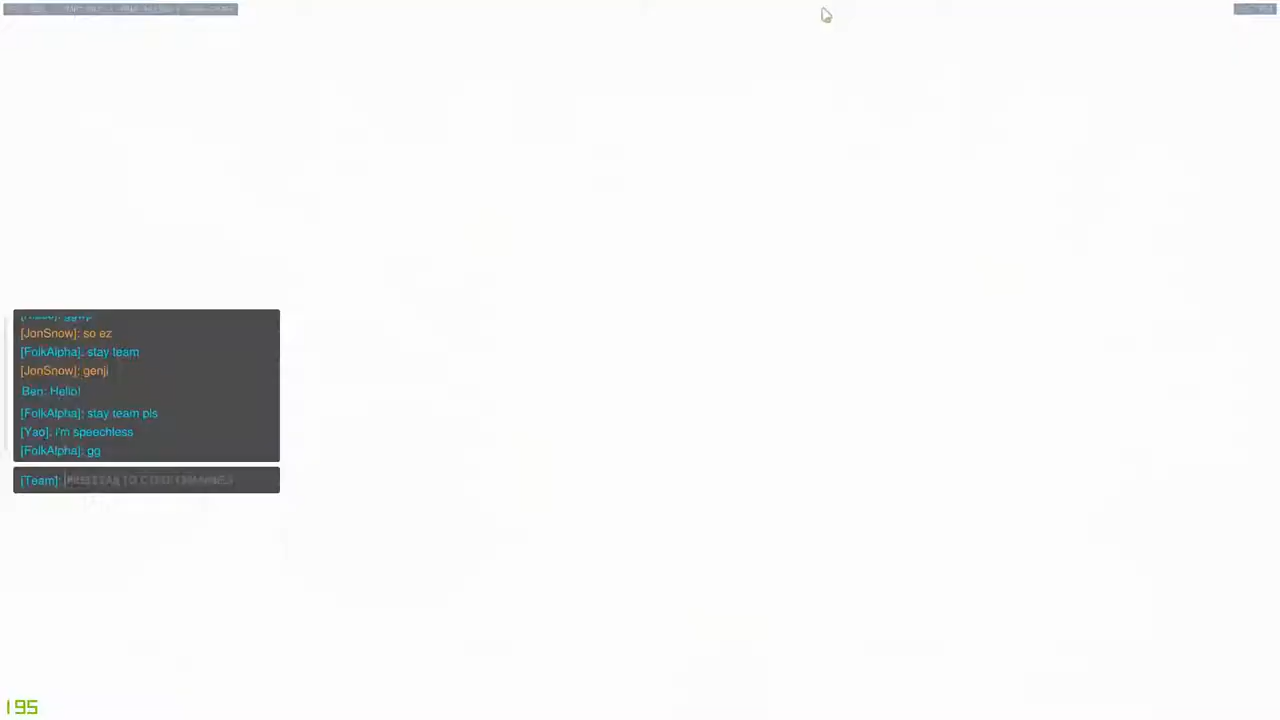 [JonSnow]: so ez
[FolkAlpha]: stay team
[JonSnow]: genji
Ben: Hello!
[FolkAlpha]: stay team pls
[Yao]: i'm speechless
[FolkAlpha]: gg
[Team]:
195